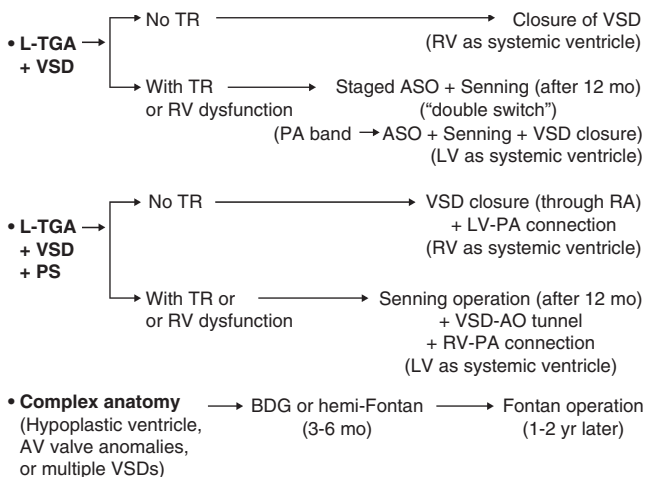 No TR Closure of VSD
• L-TGA (RV as systemic ventricle)
+ VSD
With TR Staged ASO + Senning (after 12 mo)
or RV dysfunction (“double switch”)
(PA band → ASO + Senning + VSD closure)
(LV as systemic ventricle)
No TR VSD closure (through RA)
• L-TGA + LV-PA connection
+ VSD (RV as systemic ventricle)
+ PS
With TR or Senning operation (after 12 mo)
or RV dysfunction + VSD-AO tunnel
+ RV-PA connection
(LV as systemic ventricle)
• Complex anatomy BDG or hemi-Fontan Fontan operation
(Hypoplastic ventricle, (3-6 mo) (1-2 yr later)
AV valve anomalies,
or multiple VSDs)